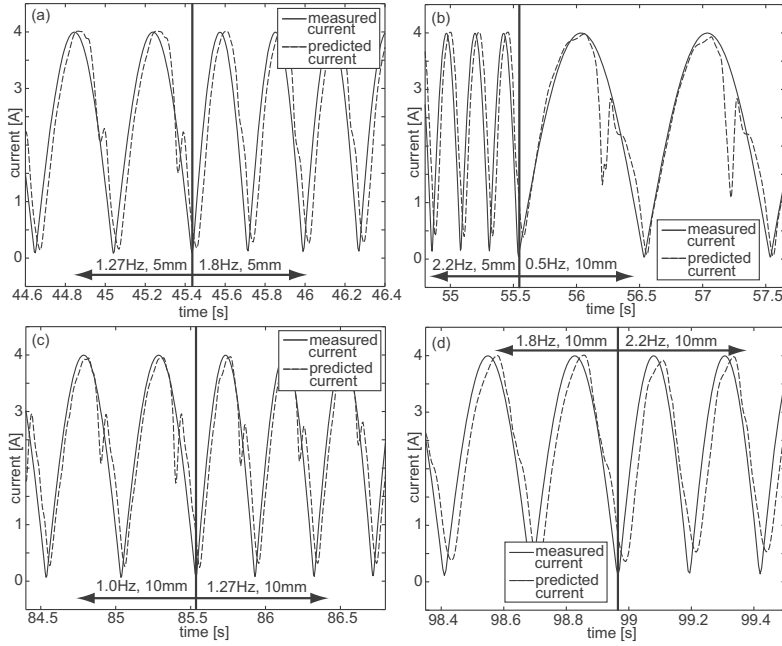 (a)
measured
current
predicted
current
current [A]
4
3
2
1
0
1.27Hz, 5mm
1.8Hz, 5mm
44.6 44.8 45 45.2 45.4 45.6 45.8 46 46.2 46.4
time [s]
(b)
current [A]
4
3
2
1
0
measured
current
predicted
current
2.2Hz, 5mm
0.5Hz, 10mm
55 55.5 56 56.5 57 57.5
time [s]
(c)
measured
current
predicted
current
current [A]
4
3
2
1
0
1.0Hz, 10mm
1.27Hz, 10mm
84.5 85 85.5 86 86.5
time [s]
1.8Hz, 10mm
2.2Hz, 10mm
(d)
current [A]
4
3
2
1
0
measured
current
predicted
current
98.4 98.6 98.8 99 99.2 99.4
time [s]